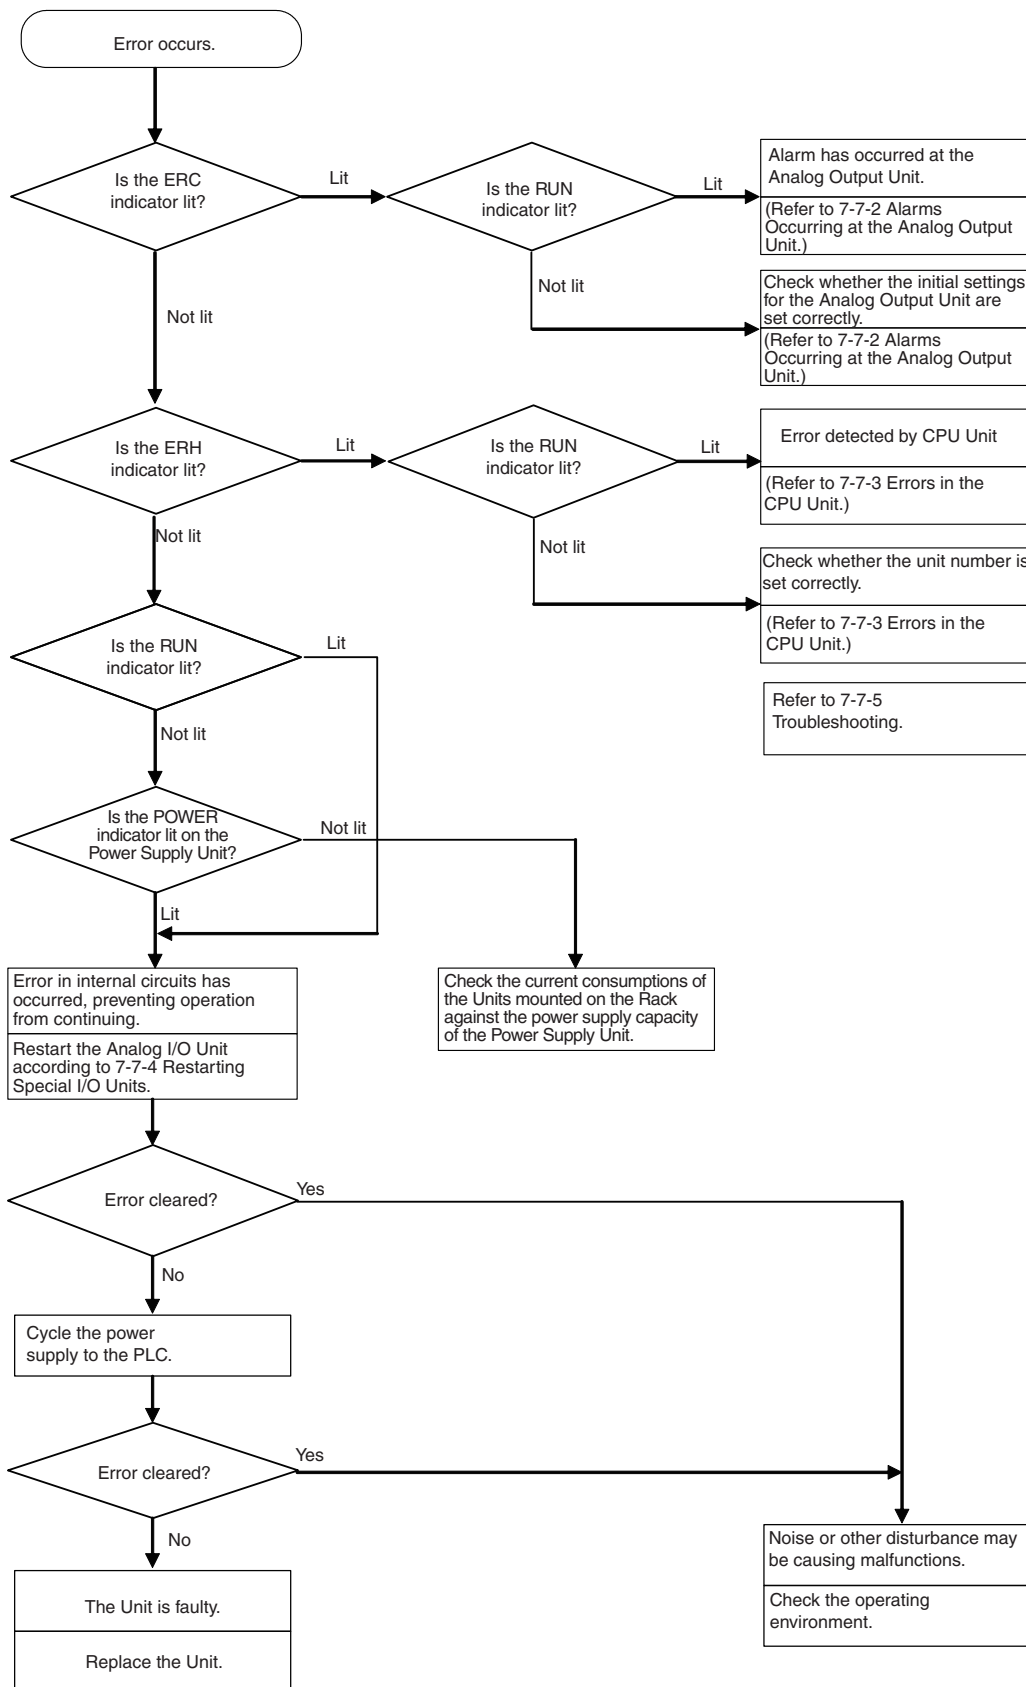 Error occurs.
Is the ERC
indicator lit?
Lit
Is the RUN
indicator lit?
Lit
Alarm has occurred at the
Analog Output Unit.
(Refer to 7-7-2 Alarms
Occurring at the Analog Output
Unit.)
Not lit
Check whether the initial settings
for the Analog Output Unit are
set correctly.
(Refer to 7-7-2 Alarms
Occurring at the Analog Output
Unit.)
Not lit
Is the ERH
indicator lit?
Lit
Is the RUN
indicator lit?
Lit
Error detected by CPU Unit
(Refer to 7-7-3 Errors in the
CPU Unit.)
Not lit
Check whether the unit number is
set correctly.
(Refer to 7-7-3 Errors in the
CPU Unit.)
Not lit
Is the RUN
indicator lit?
Lit
Refer to 7-7-5
Troubleshooting.
Not lit
Is the POWER
indicator lit on the
Power Supply Unit?
Not lit
Lit
Error in internal circuits has
occurred, preventing operation
from continuing.
Restart the Analog I/O Unit
according to 7-7-4 Restarting
Special I/O Units.
Check the current consumptions of
the Units mounted on the Rack
against the power supply capacity
of the Power Supply Unit.
Error cleared?
Yes
No
Cycle the power
supply to the PLC.
Error cleared?
Yes
No
The Unit is faulty.
Replace the Unit.
Noise or other disturbance may
be causing malfunctions.
Check the operating
environment.